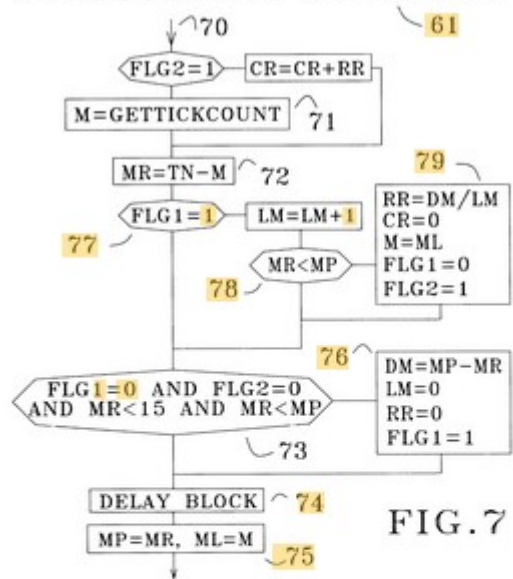 61
70
FLG2=1
CR=CR+RR
M=GETTICKCOUNT
71
MR=TN-M
72
79
RR=DM/LM
CR=0
M=ML
FLG1=0
FLG2=1
FLG1=1
LM=LM+1
77
78
MR<MP
76
DM=MP-MR
LM=0
RR=0
FLG1=1
FLG1=0 AND FLG2=0
AND MR<15 AND MR<MP
73
DELAY BLOCK
74
MP=MR, ML=M
75
FIG.7